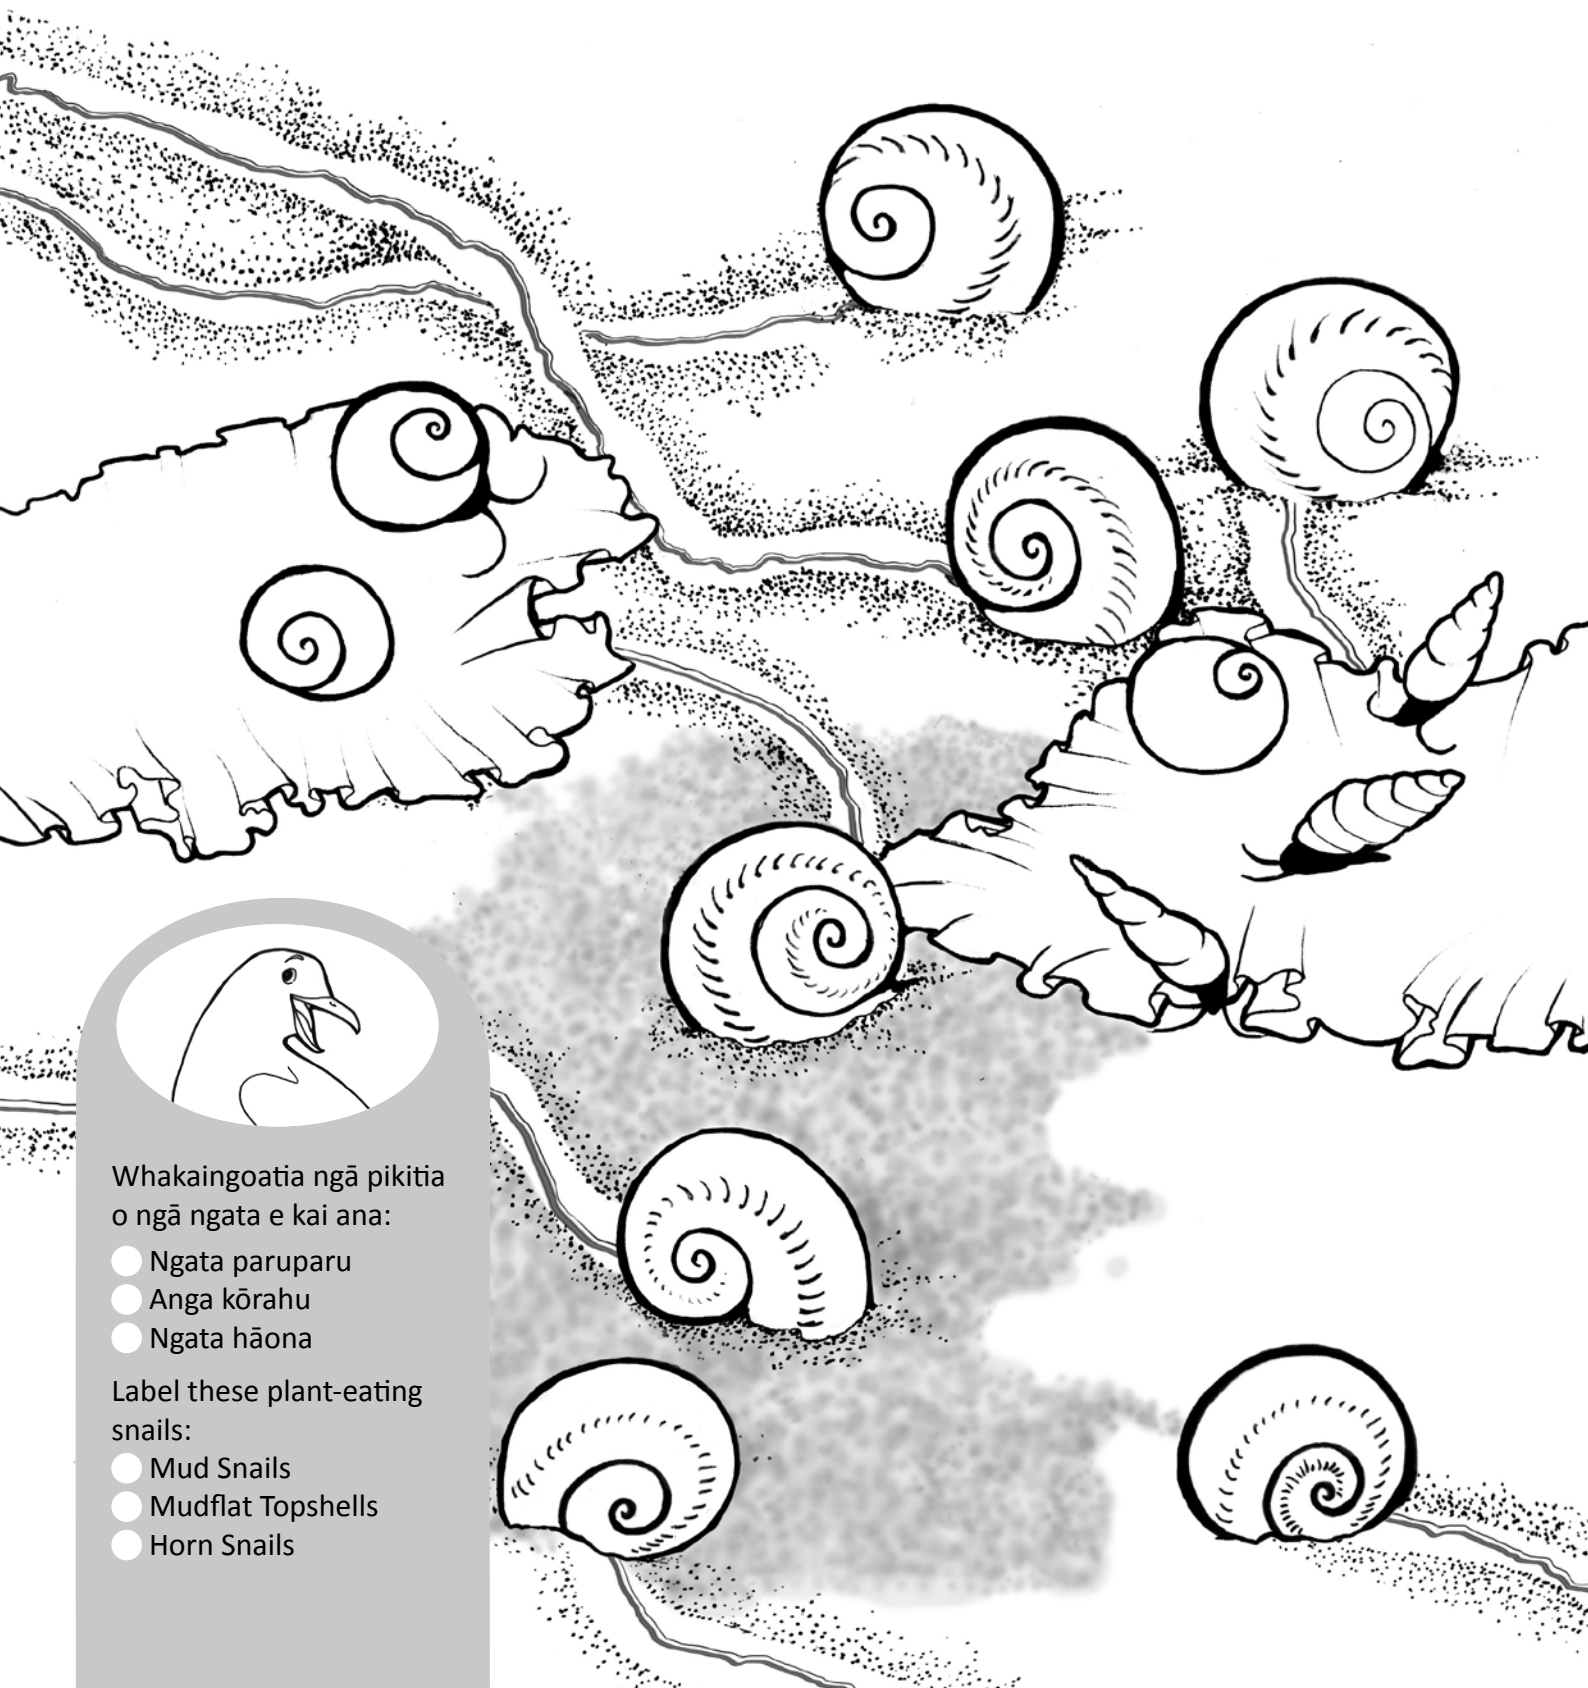 Whakaingoatia ngā pikitia
o ngā ngata e kai ana:
Ngata paruparu
Anga kōrahu
Ngata hāona
Label these plant-eating
snails:
Mud Snails
Mudflat Topshells
Horn Snails